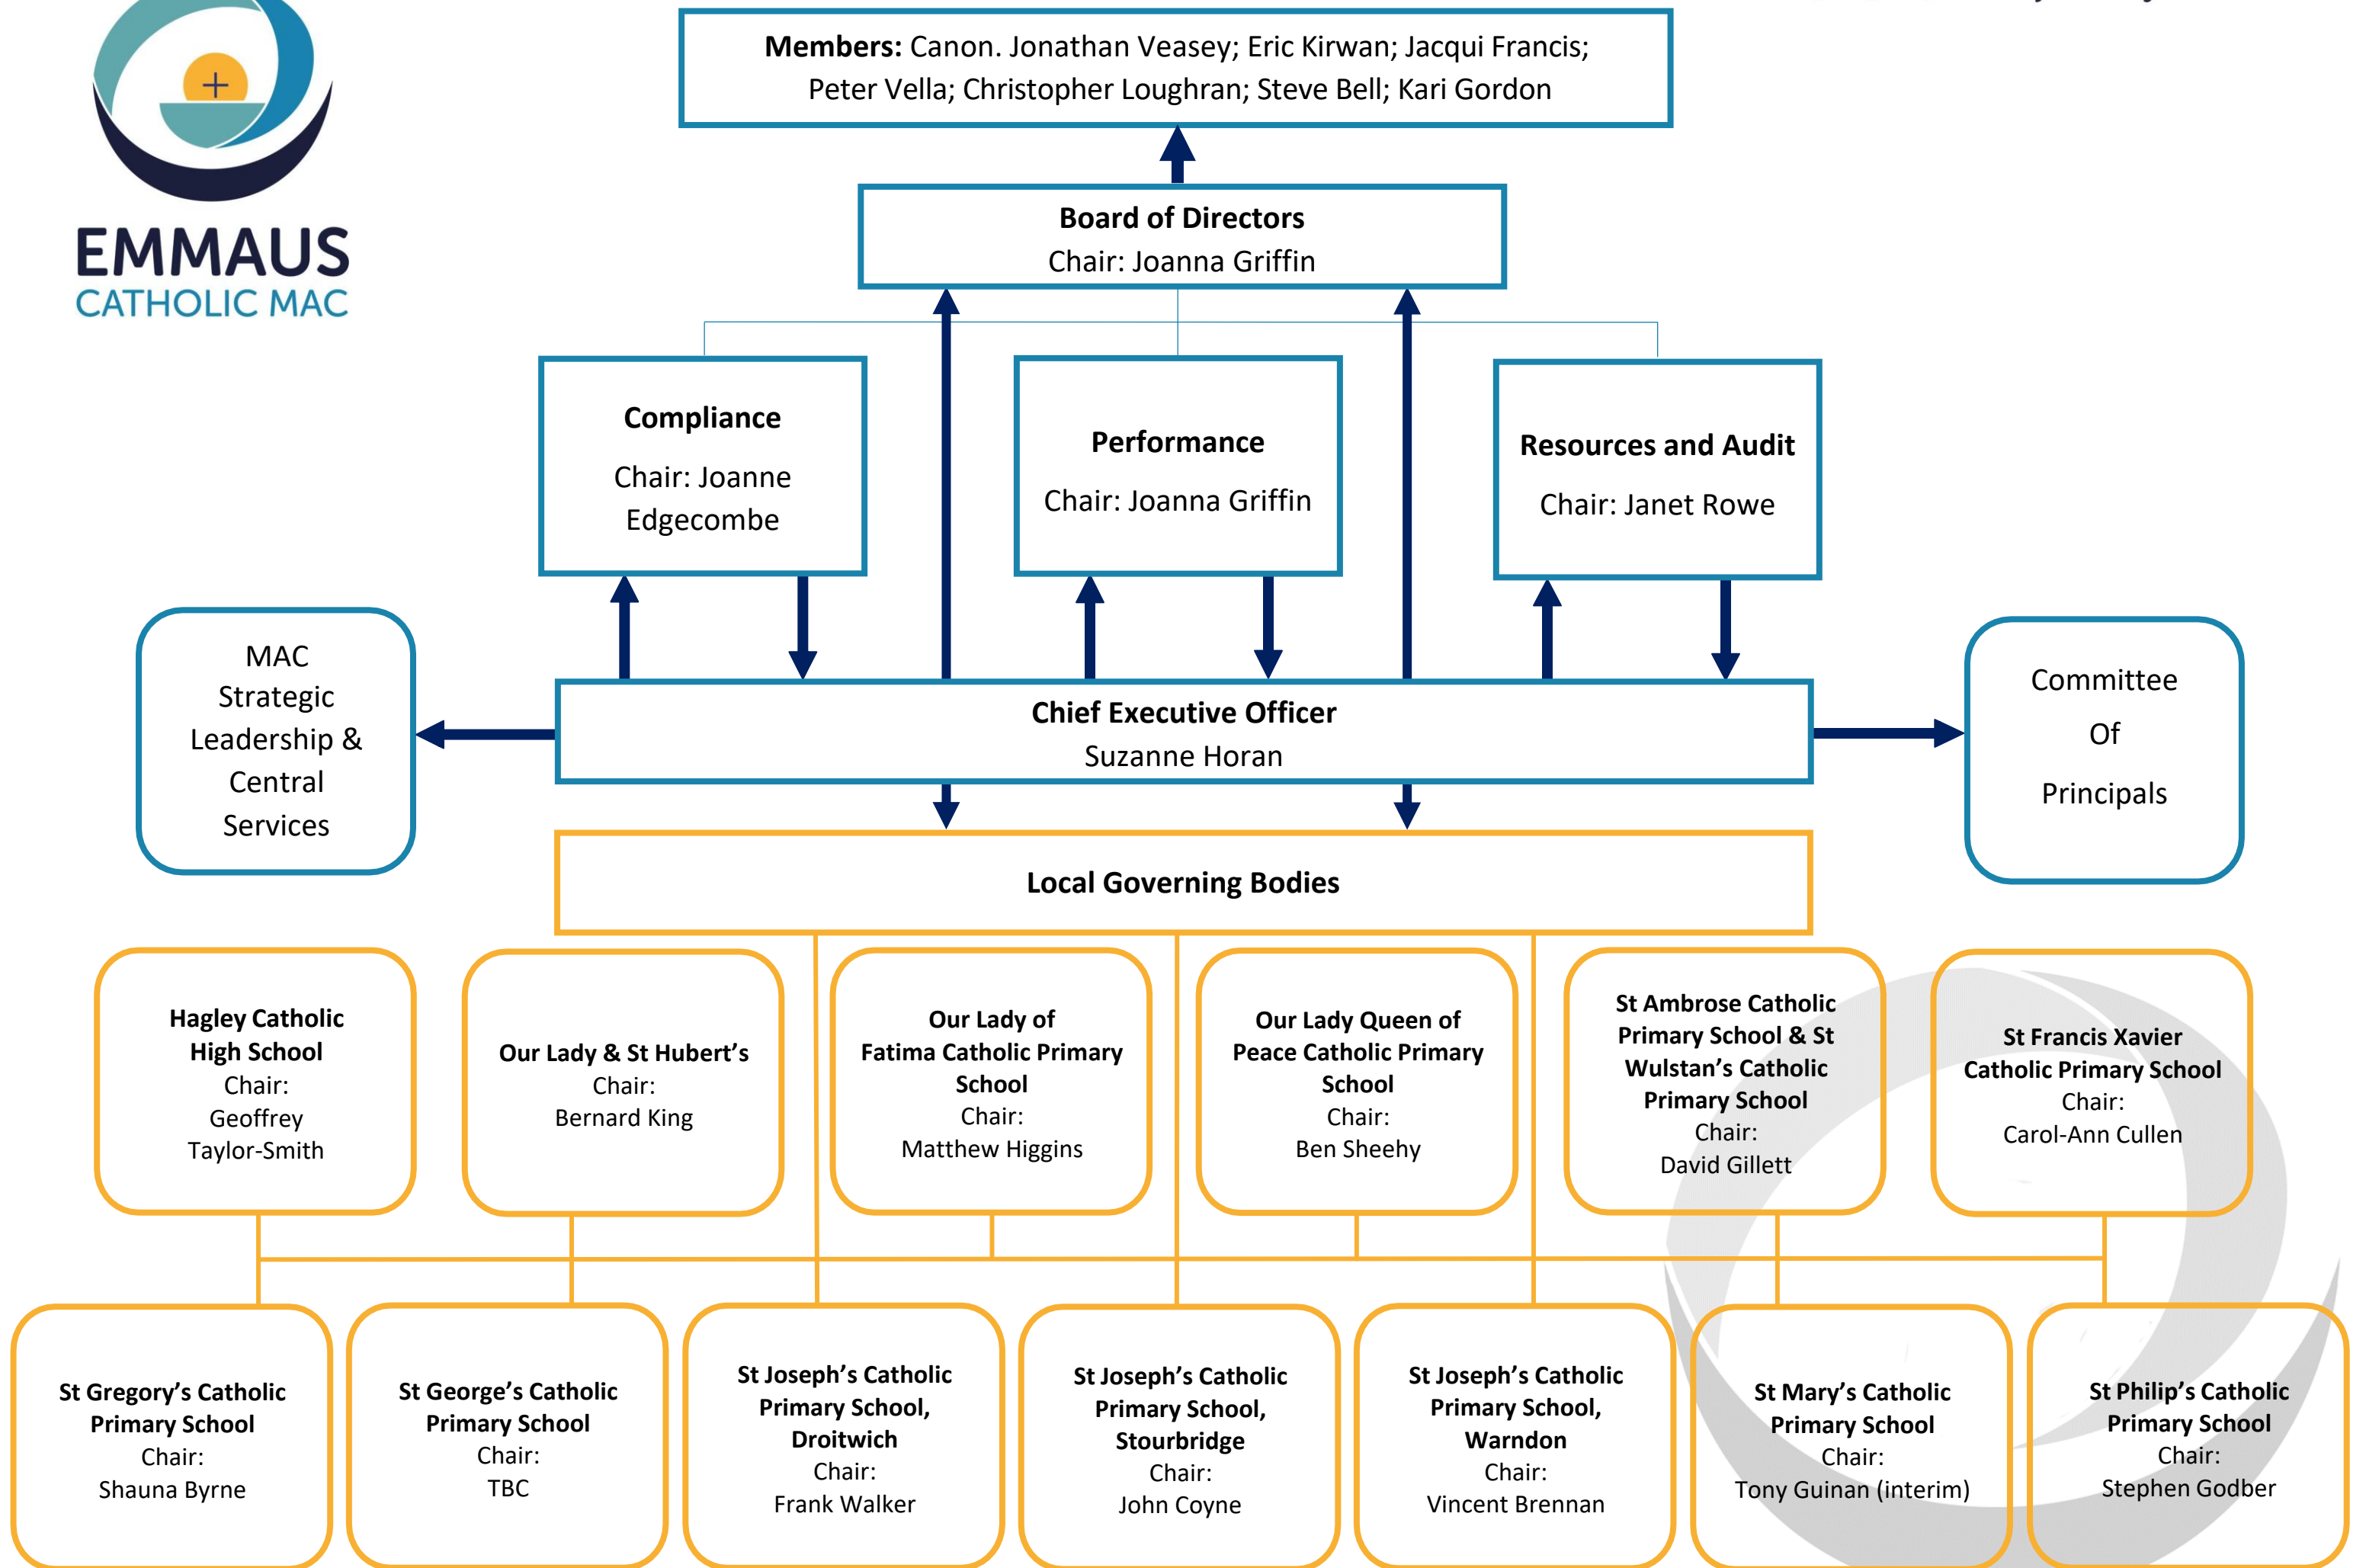 EMMAUS
CATHOLIC MAC
Members: Canon. Jonathan Veasey; Eric Kirwan; Jacqui Francis;
Peter Vella; Christopher Loughran; Steve Bell; Kari Gordon
Board of Directors
Chair: Joanna Griffin
Compliance
Chair: Joanne
Edgecombe
Performance
Chair: Joanna Griffin
Resources and Audit
Chair: Janet Rowe
MAC
Strategic
Leadership &
Central
Services
Chief Executive Officer
Suzanne Horan
Committee
Of
Principals
Local Governing Bodies
Hagley Catholic
High School
Chair:
Geoffrey
Taylor-Smith
Our Lady & St Hubert’s
Chair:
Bernard King
Our Lady of
Fatima Catholic Primary
School
Chair:
Matthew Higgins
Our Lady Queen of
Peace Catholic Primary
School
Chair:
Ben Sheehy
St Ambrose Catholic
Primary School & St
Wulstan’s Catholic
Primary School
Chair:
David Gillett
St Francis Xavier
Catholic Primary School
Chair:
Carol-Ann Cullen
St Gregory’s Catholic
Primary School
Chair:
Shauna Byrne
St George’s Catholic
Primary School
Chair:
TBC
St Joseph’s Catholic
Primary School,
Droitwich
Chair:
Frank Walker
St Joseph’s Catholic
Primary School,
Stourbridge
Chair:
John Coyne
St Joseph’s Catholic
Primary School,
Warndon
Chair:
Vincent Brennan
St Mary’s Catholic
Primary School
Chair:
Tony Guinan (interim)
St Philip’s Catholic
Primary School
Chair:
Stephen Godber